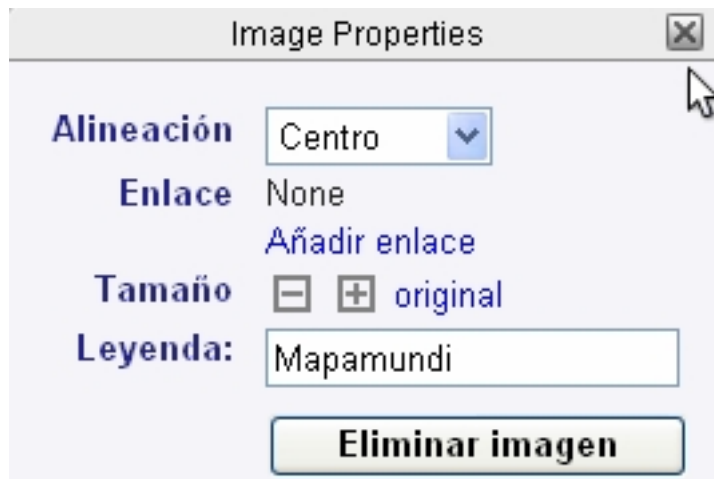 Image Properties
Alineación Centro
Enlace None
Añadir enlace
Tamaño original
Leyenda: Mapamundi
Eliminar imagen